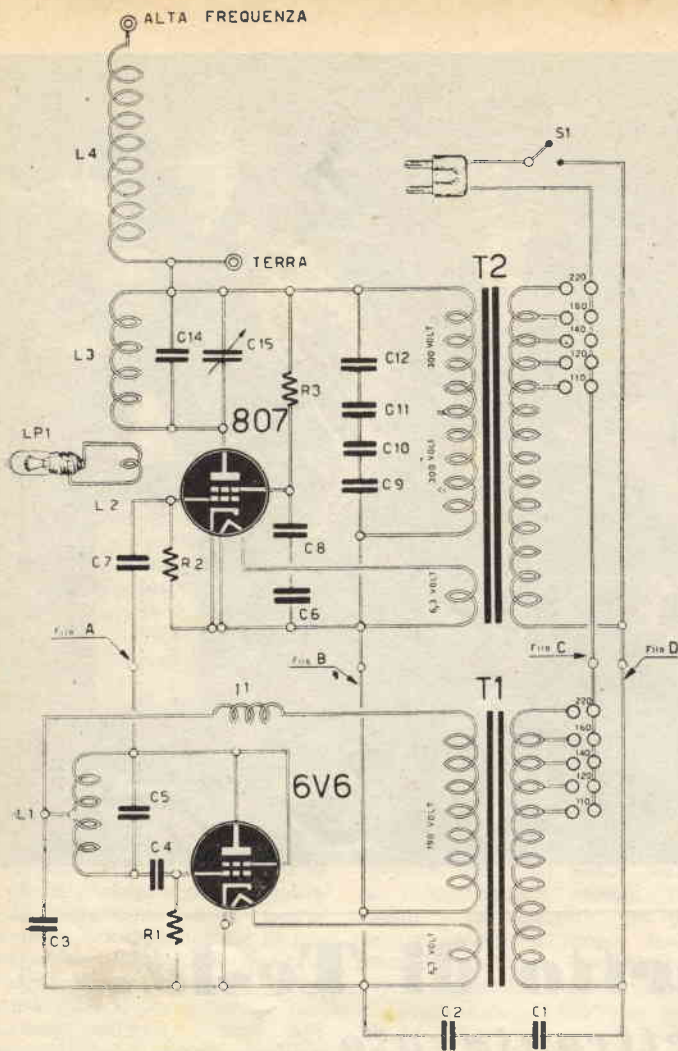 ALTA FREQUENZA
S1
L4
TERRA
T2
220
160
140
120
110
C14
C15
L3
R3
300 VOLT
C12
807
C11
LP1
C10
300 VOLT
C9
L2
C7
R2
C8
C6
6,3 VOLT
Filo A
Filo B
Filo C
Filo D
T1
220
160
140
120
110
6V6
L1
C5
190 VOLT
C4
C3
R1
6,3 VOLT
C2
C1